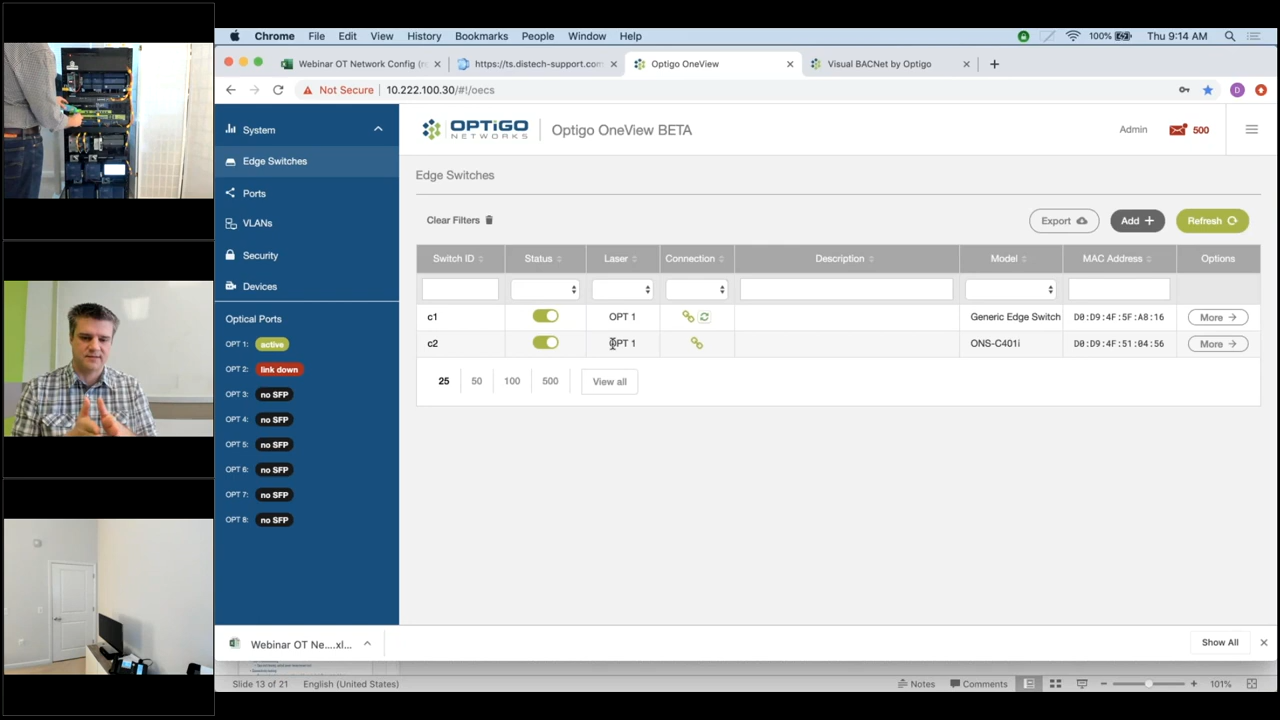 Chrome File Edit View History Bookmarks People Window Help 100% Thu 9:14 AM
Webinar OT Network Config (r × https://ts.distech-support.com × Optigo OneView × Visual BACNet by Optigo × +
Not Secure 10.222.100.30/#!/oecs D
System
Edge Switches
Ports
VLANs
Security
Devices
Optical Ports
OPT 1: active
OPT 2: link down
OPT 3: no SFP
OPT 4: no SFP
OPT 5: no SFP
OPT 6: no SFP
OPT 7: no SFP
OPT 8: no SFP
OPTIGO NETWORKS Optigo OneView BETA Admin 500
Edge Switches
Clear Filters Export Add + Refresh
Switch ID Status Laser Connection Description Model MAC Address Options
c1 OPT 1 Generic Edge Switch D0:D9:4F:5F:A8:16 More →
c2 OPT 1 ONS-C401i D0:D9:4F:51:04:56 More →
25 50 100 500 View all
Webinar OT Ne....xl... Show All ×
Slide 13 of 21 English (United States) Notes Comments 101%